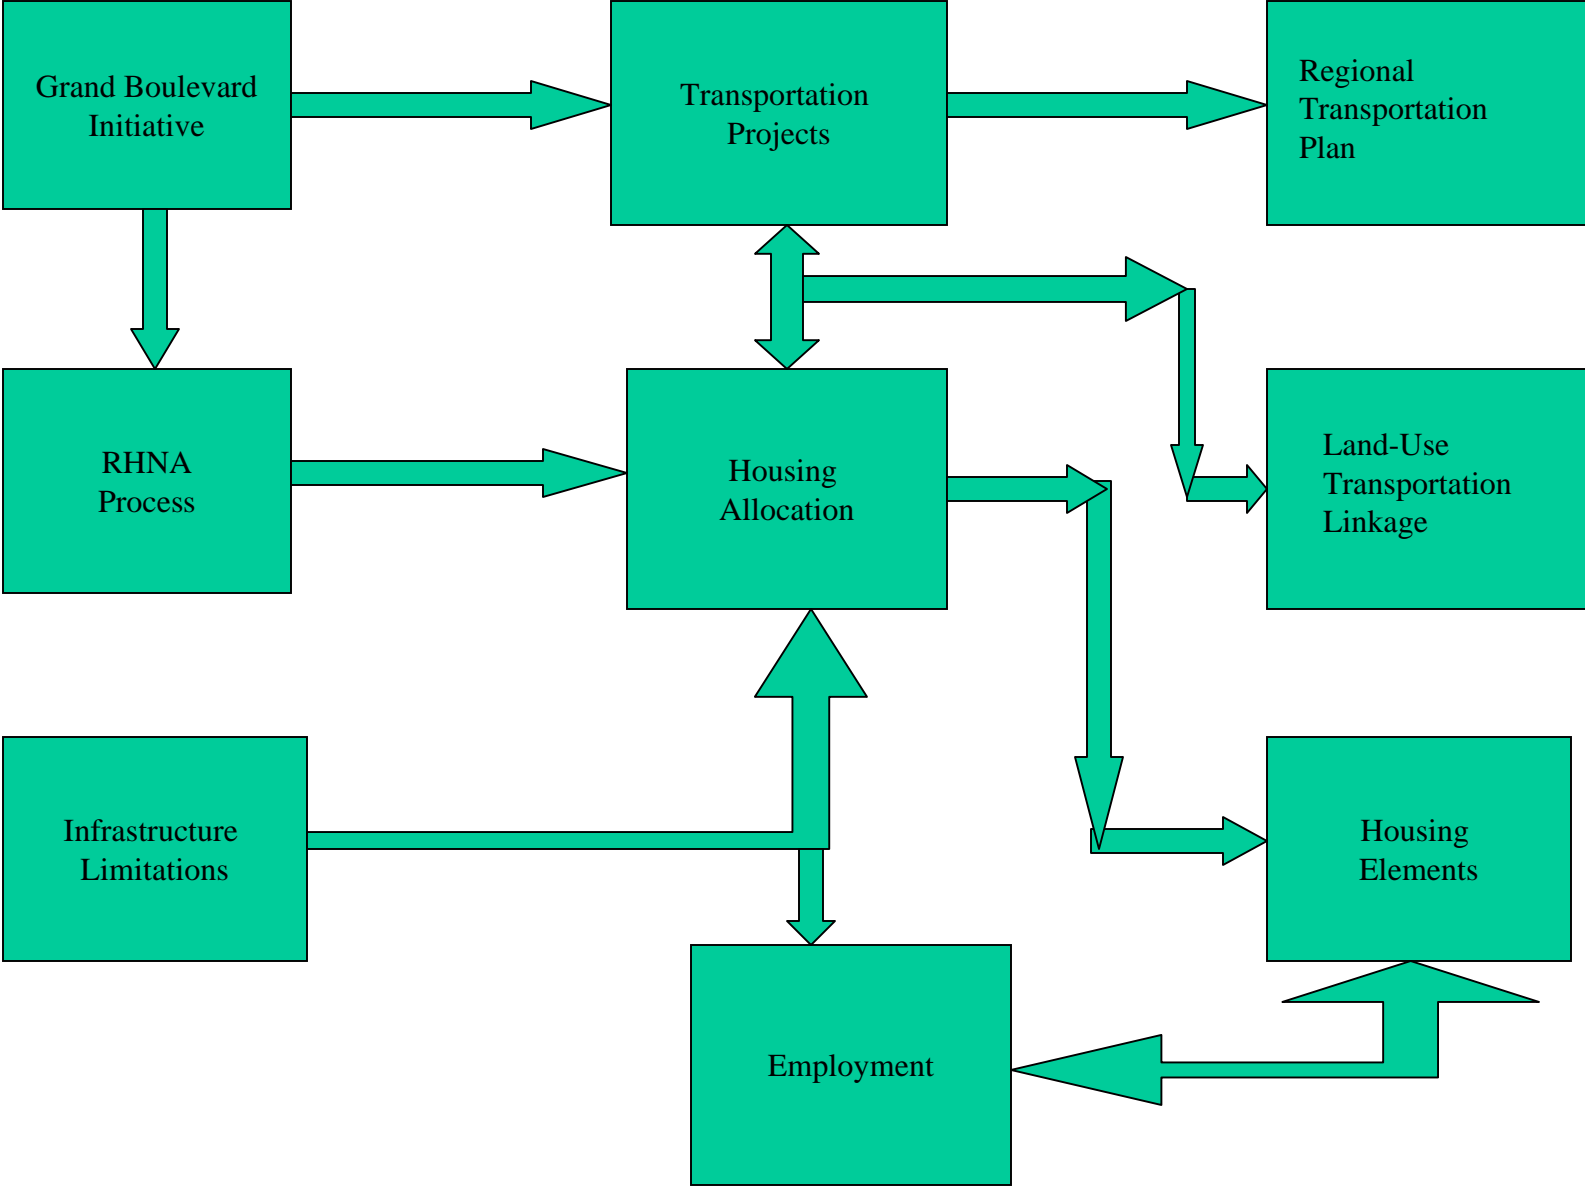 Grand Boulevard
Initiative
Transportation
Projects
Regional
Transportation
Plan
RHNA
Process
Housing
Allocation
Land-Use
Transportation
Linkage
Infrastructure
Limitations
Housing
Elements
Employment